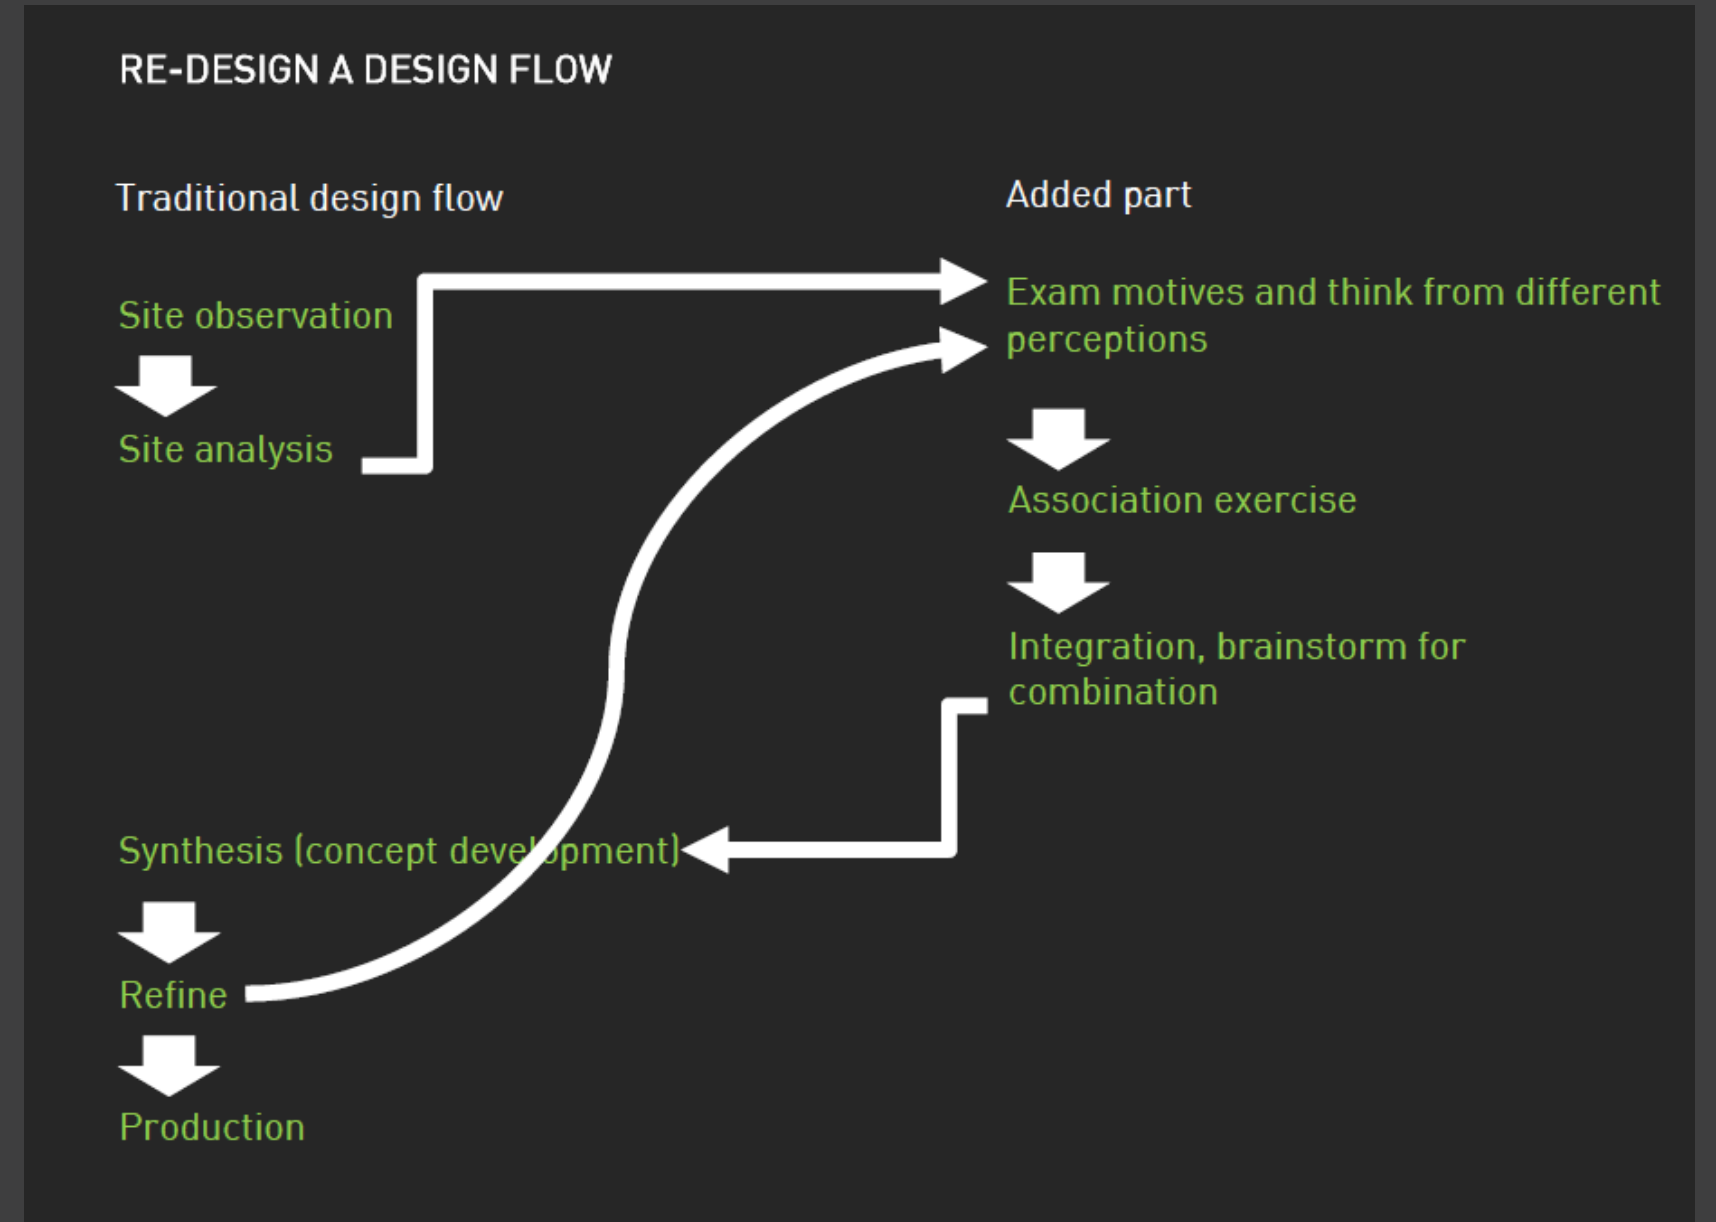 RE-DESIGN A DESIGN FLOW
Traditional design flow
Site observation
Site analysis
Synthesis (concept development)
Refine
Production
Added part
Exam motives and think from different
perceptions
Association exercise
Integration, brainstorm for
combination